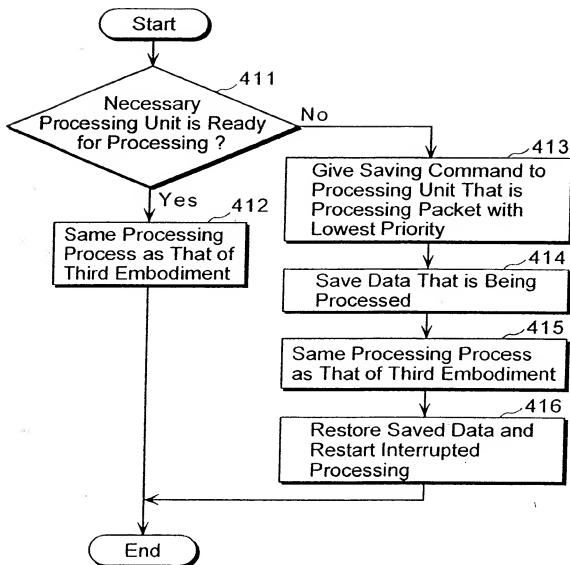 Start
411
Necessary
Processing Unit is Ready
for Processing ?
No
Yes
412
Same Processing
Process as That of
Third Embodiment
413
Give Saving Command to
Processing Unit That is
Processing Packet with
Lowest Priority
414
Save Data That is Being
Processed
415
Same Processing Process
as That of Third Embodiment
416
Restore Saved Data and
Restart Interrupted
Processing
End